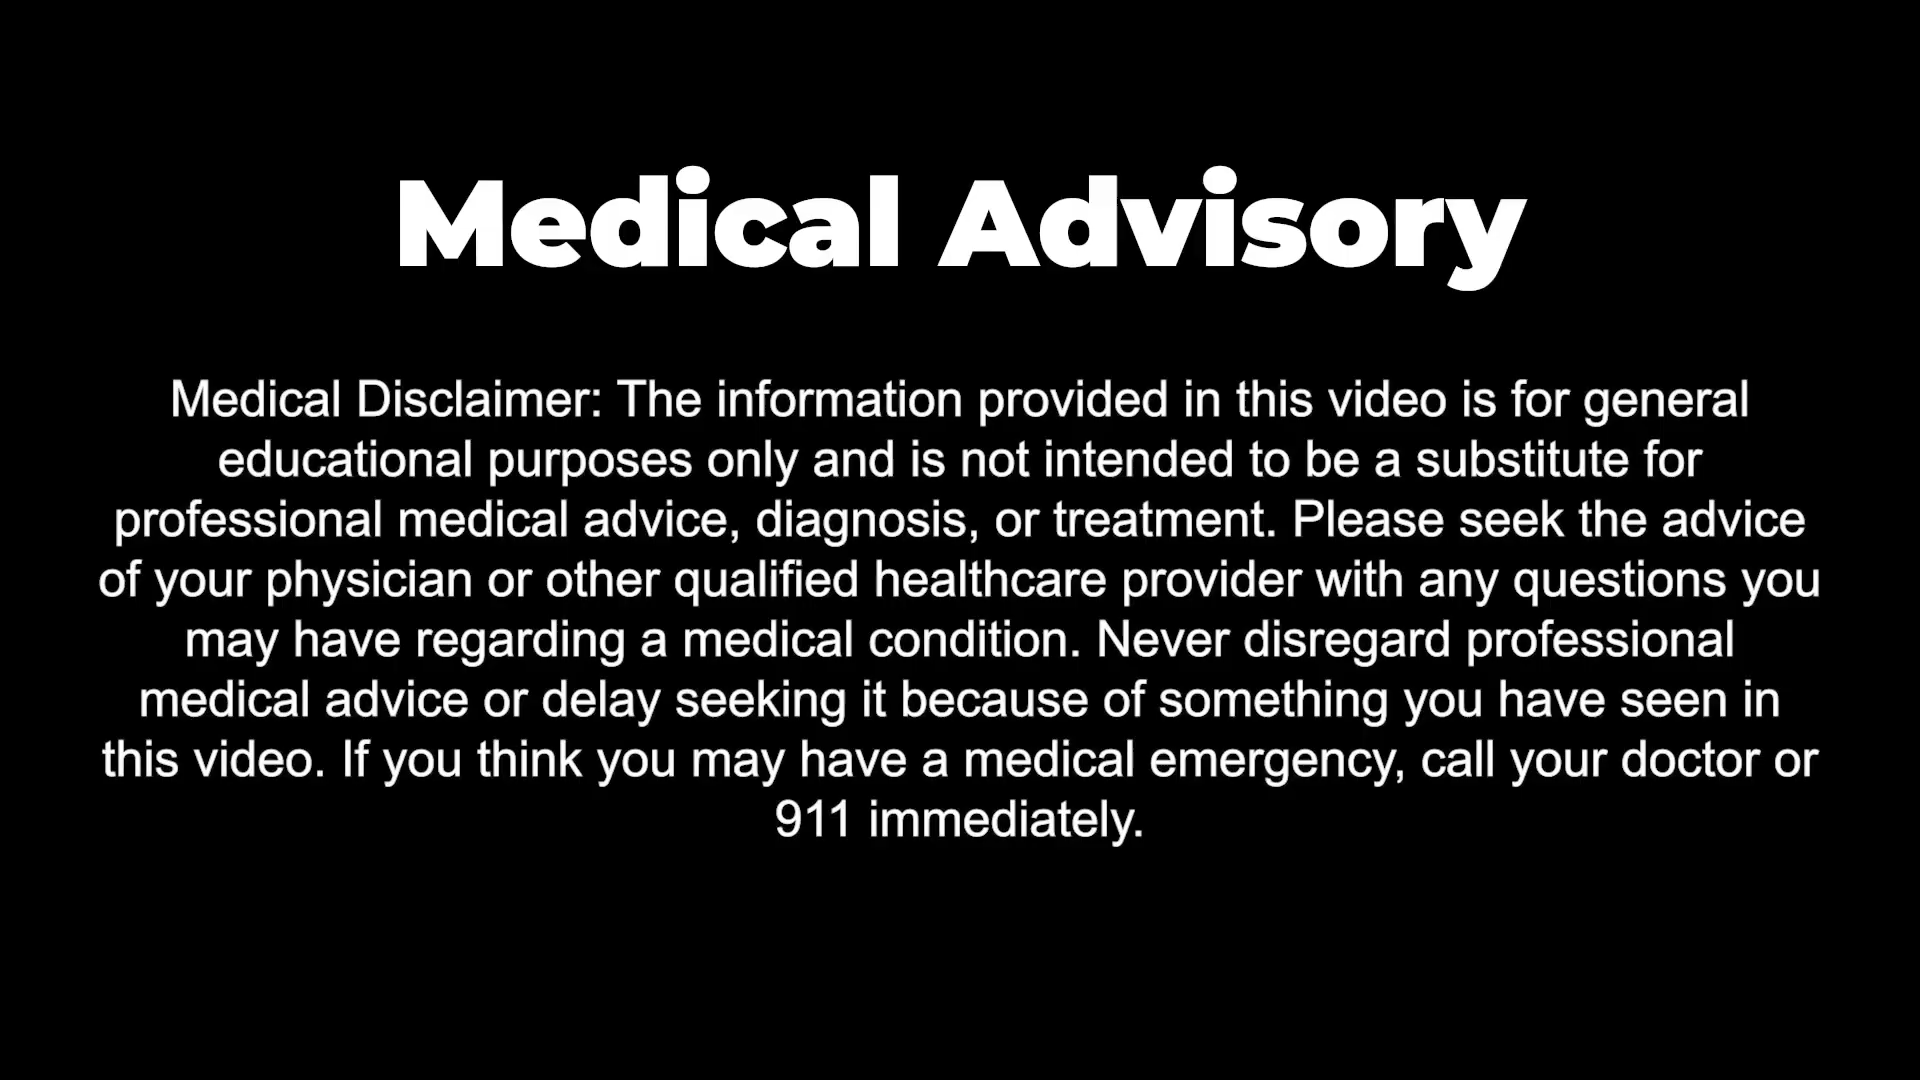 Medical Advisory
Medical Disclaimer: The information provided in this video is for general
educational purposes only and is not intended to be a substitute for
professional medical advice, diagnosis, or treatment. Please seek the advice
of your physician or other qualified healthcare provider with any questions you
may have regarding a medical condition. Never disregard professional
medical advice or delay seeking it because of something you have seen in
this video. If you think you may have a medical emergency, call your doctor or
911 immediately.